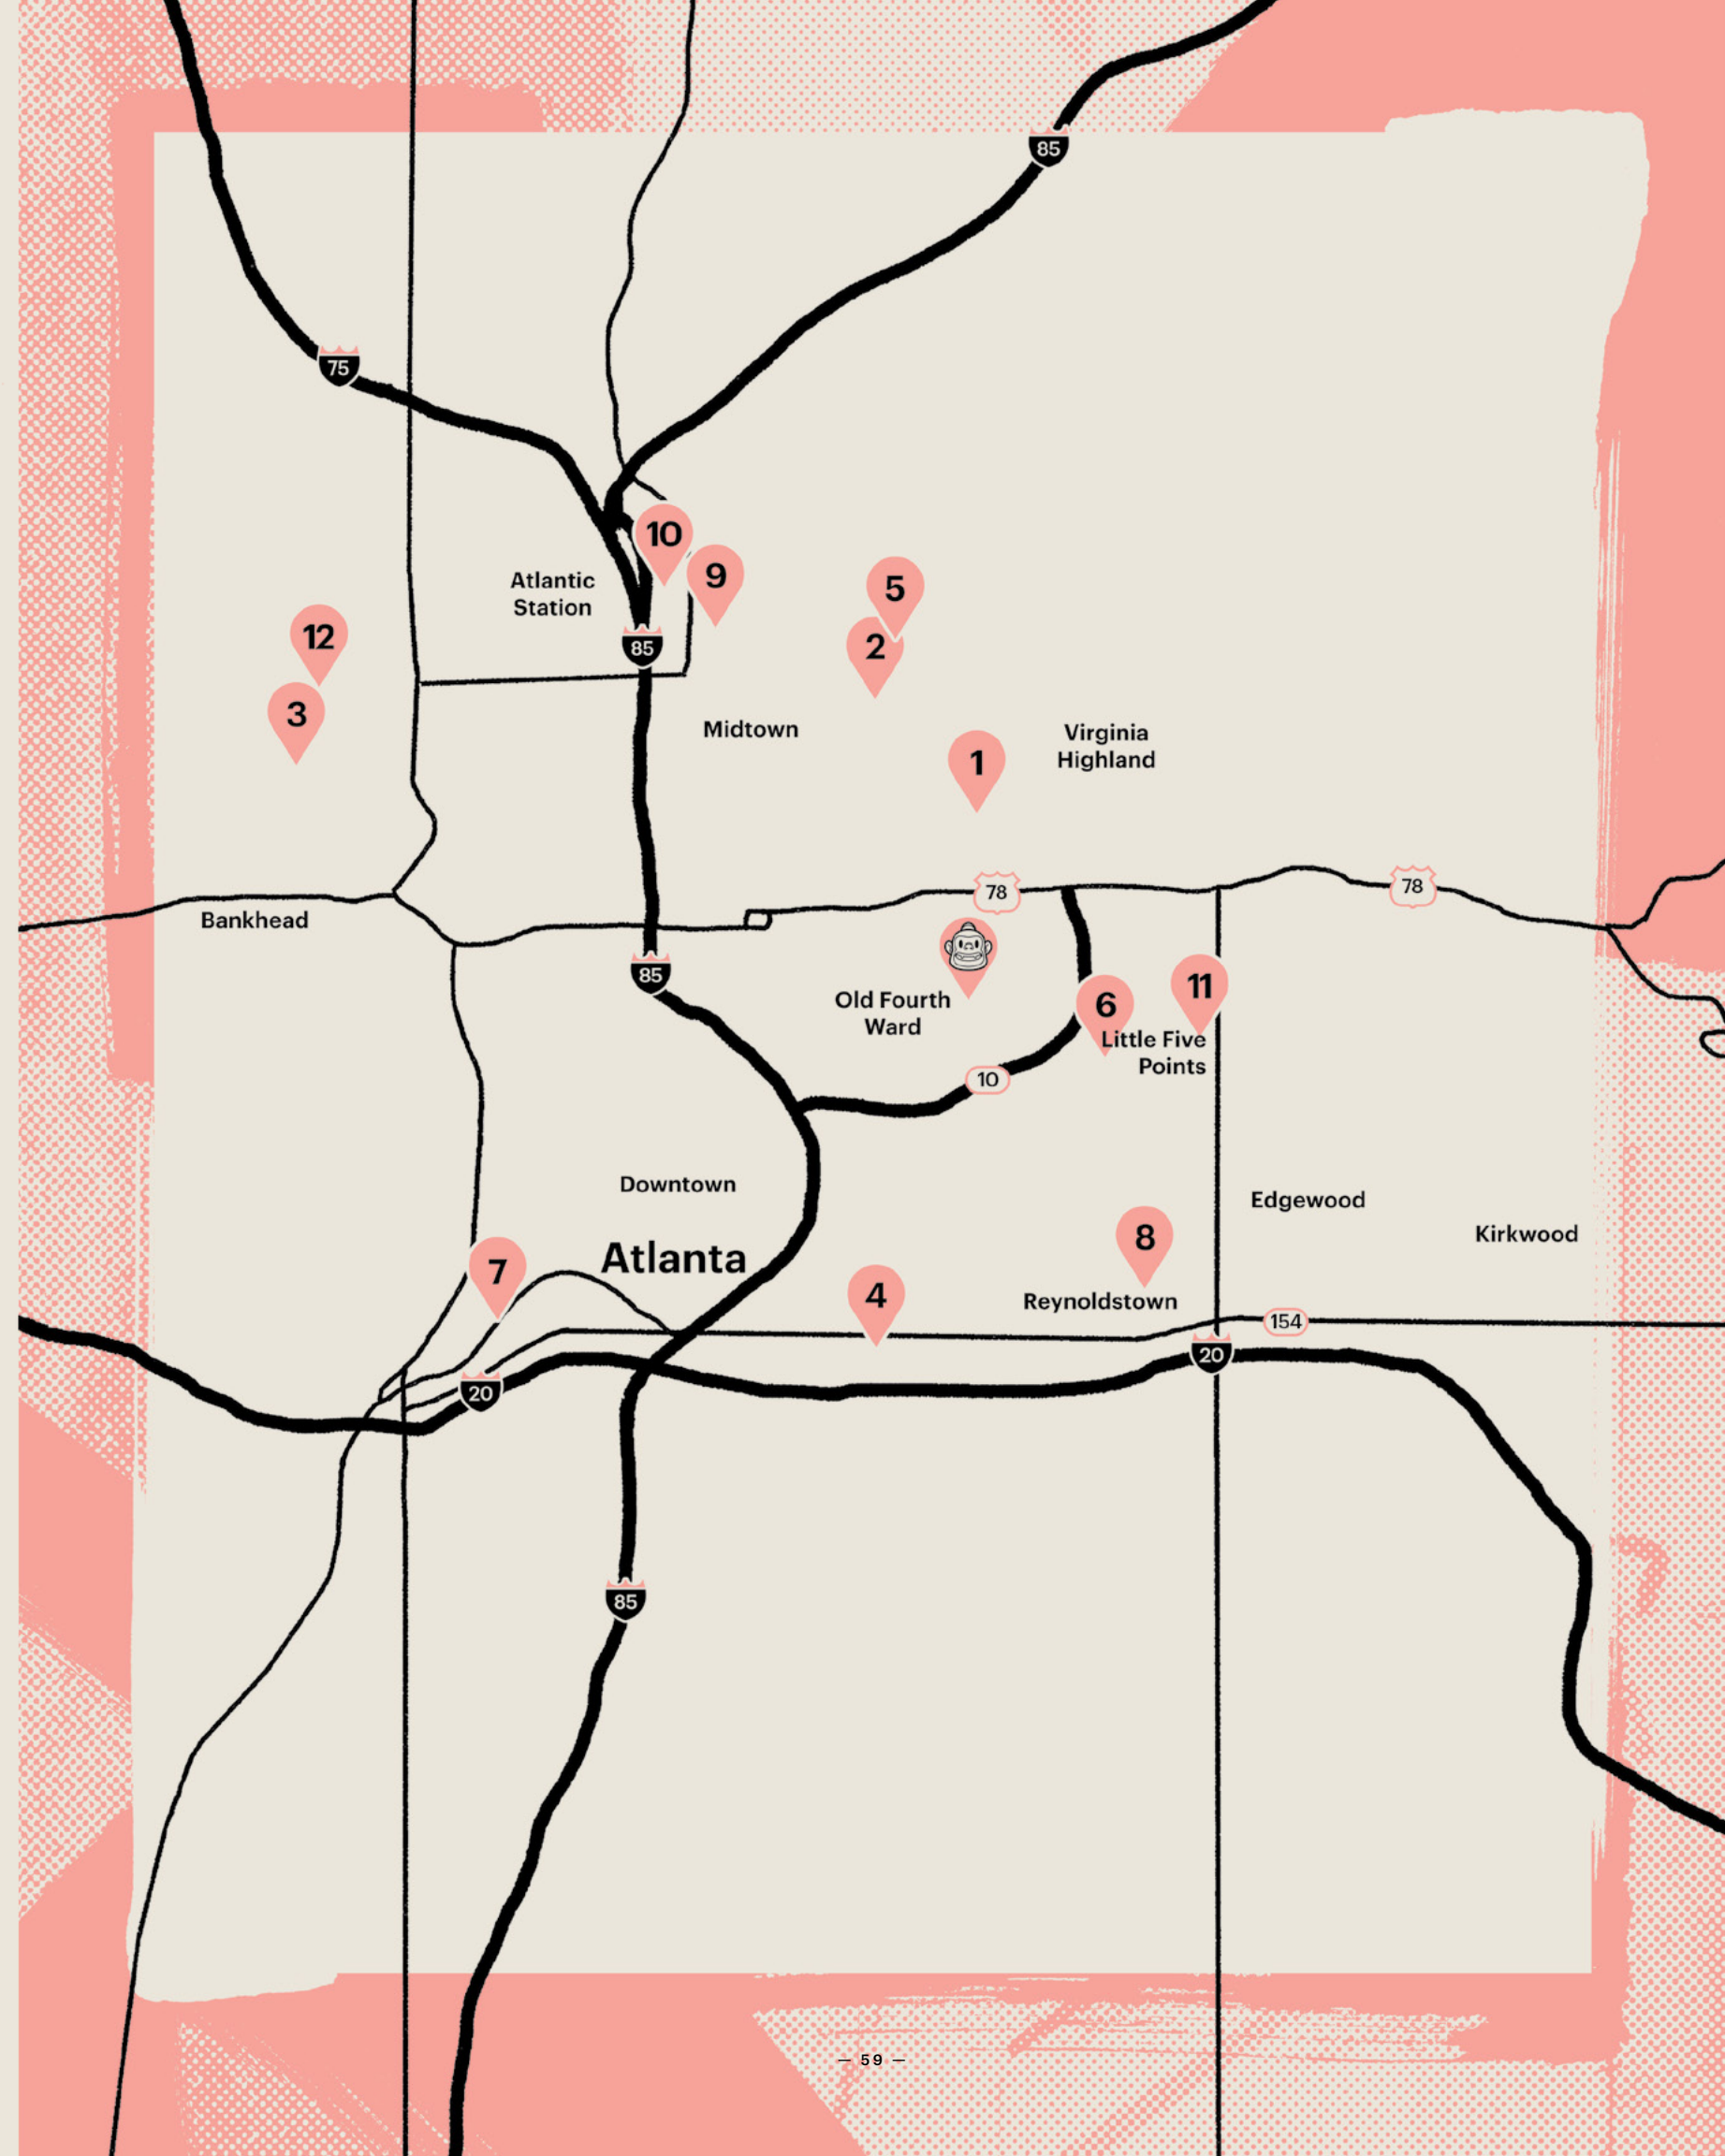 85
75
10
9
5
Atlantic
Station
12
2
85
3
Midtown
Virginia
Highland
1
78
78
Bankhead
85
11
Old Fourth
Ward
6
Little Five
Points
10
Downtown
Edgewood
8
Kirkwood
Atlanta
7
4
Reynoldstown
154
20
20
85
— 59 —